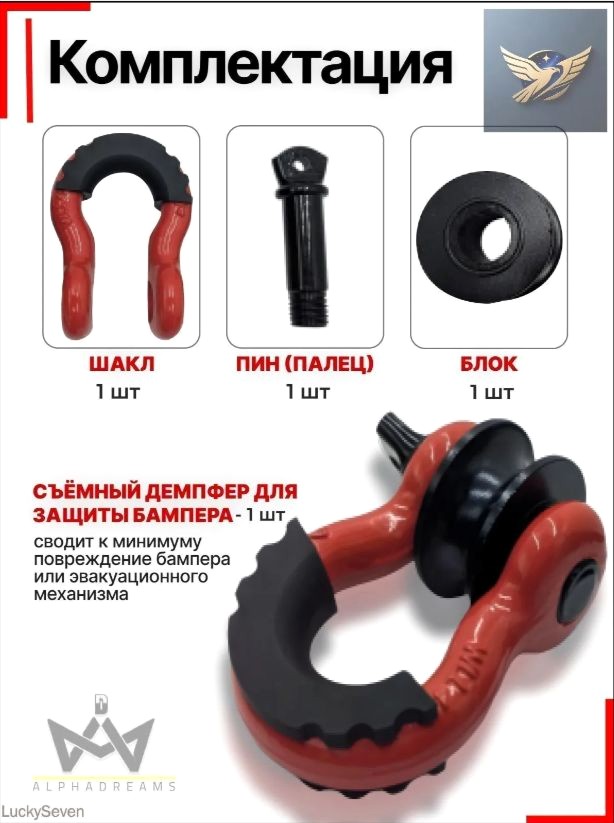 Комплектация
ШАКЛ
1 шт
ПИН (ПАЛЕЦ)
1 шт
БЛОК
1 шт
СЪЁМНЫЙ ДЕМПФЕР ДЛЯ
ЗАЩИТЫ БАМПЕРА - 1 шт
сводит к минимуму
повреждение бампера
или эвакуационного
механизма
ALPHADREAMS
LuckySeven